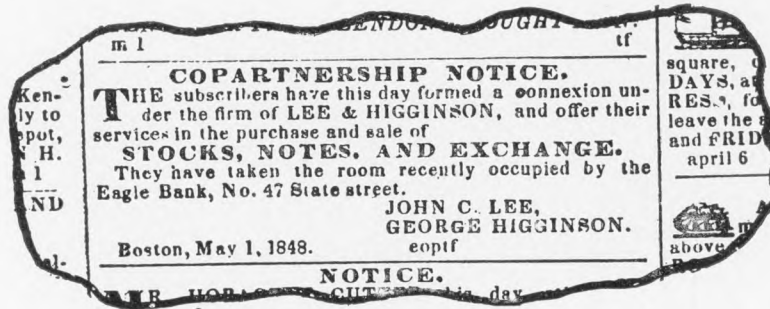 m 1 tf
COPARTNERSHIP NOTICE.
THE subscribers have this day formed a connexion un-
der the firm of LEE & HIGGINSON, and offer their
services in the purchase and sale of
STOCKS, NOTES, AND EXCHANGE.
They have taken the room recently occupied by the
Eagle Bank, No. 47 State street.
JOHN C. LEE,
GEORGE HIGGINSON.
Boston, May 1, 1848. eoptf
NOTICE.
day
Ken-
ly to
H.
square,
DAYS,
leave the
and FRID
april 6
above